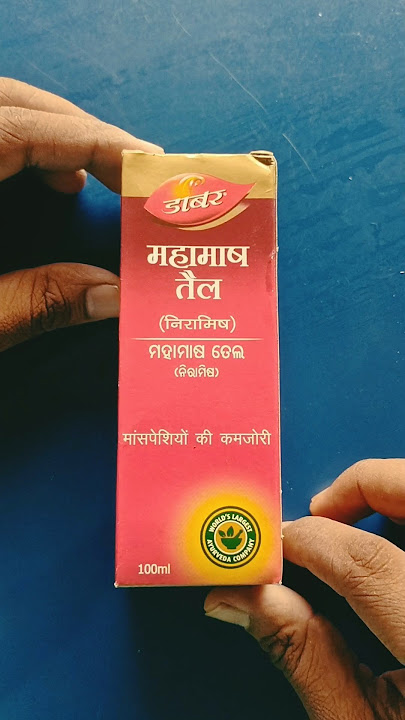 डाबर
महामाष
तैल
(निरामिष)
ମହାମାଷ ତେଲ
(ନିରାମିଷ)
मांसपेशियों की कमजोरी
WORLD'S LARGEST
AYURVEDA COMPANY
100ml